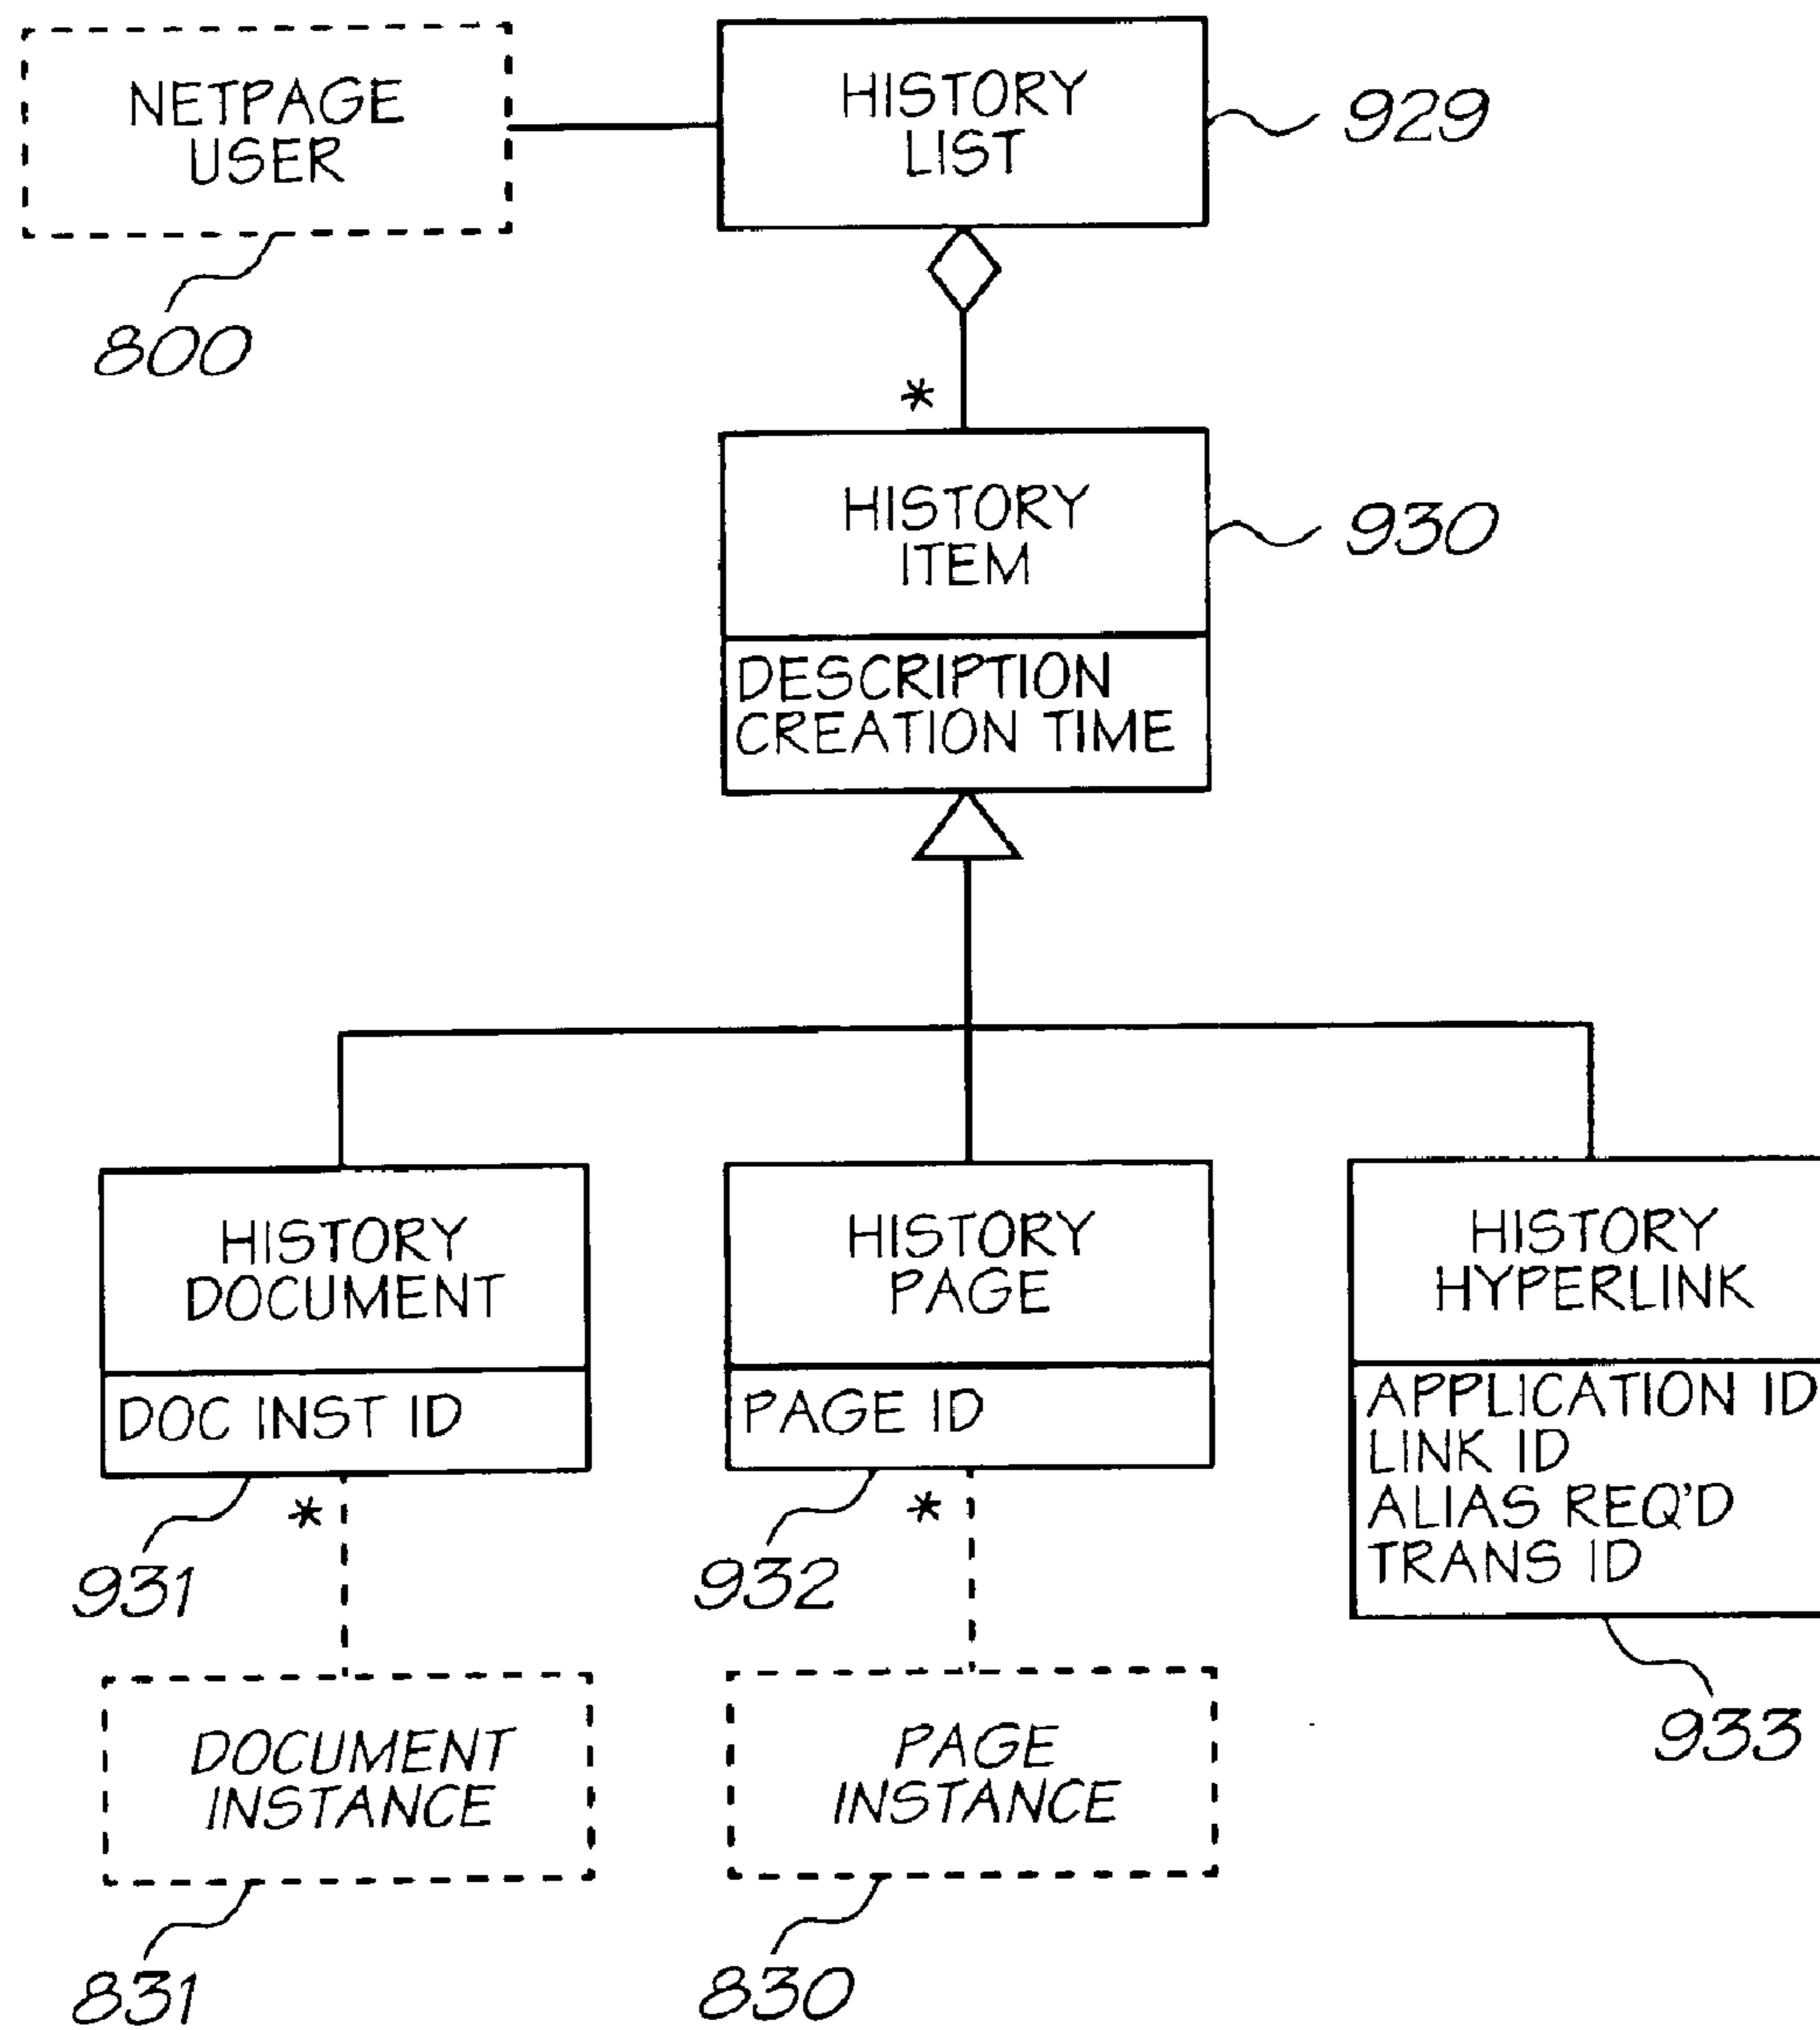 NETPAGE
USER
800
HISTORY
LIST
929
*
HISTORY
ITEM
930
DESCRIPTION
CREATION TIME
HISTORY
DOCUMENT
DOC INST ID
931
*
HISTORY
PAGE
PAGE ID
932
*
HISTORY
HYPERLINK
APPLICATION ID
LINK ID
ALIAS REQ'D
TRANS ID
933
DOCUMENT
INSTANCE
831
PAGE
INSTANCE
830